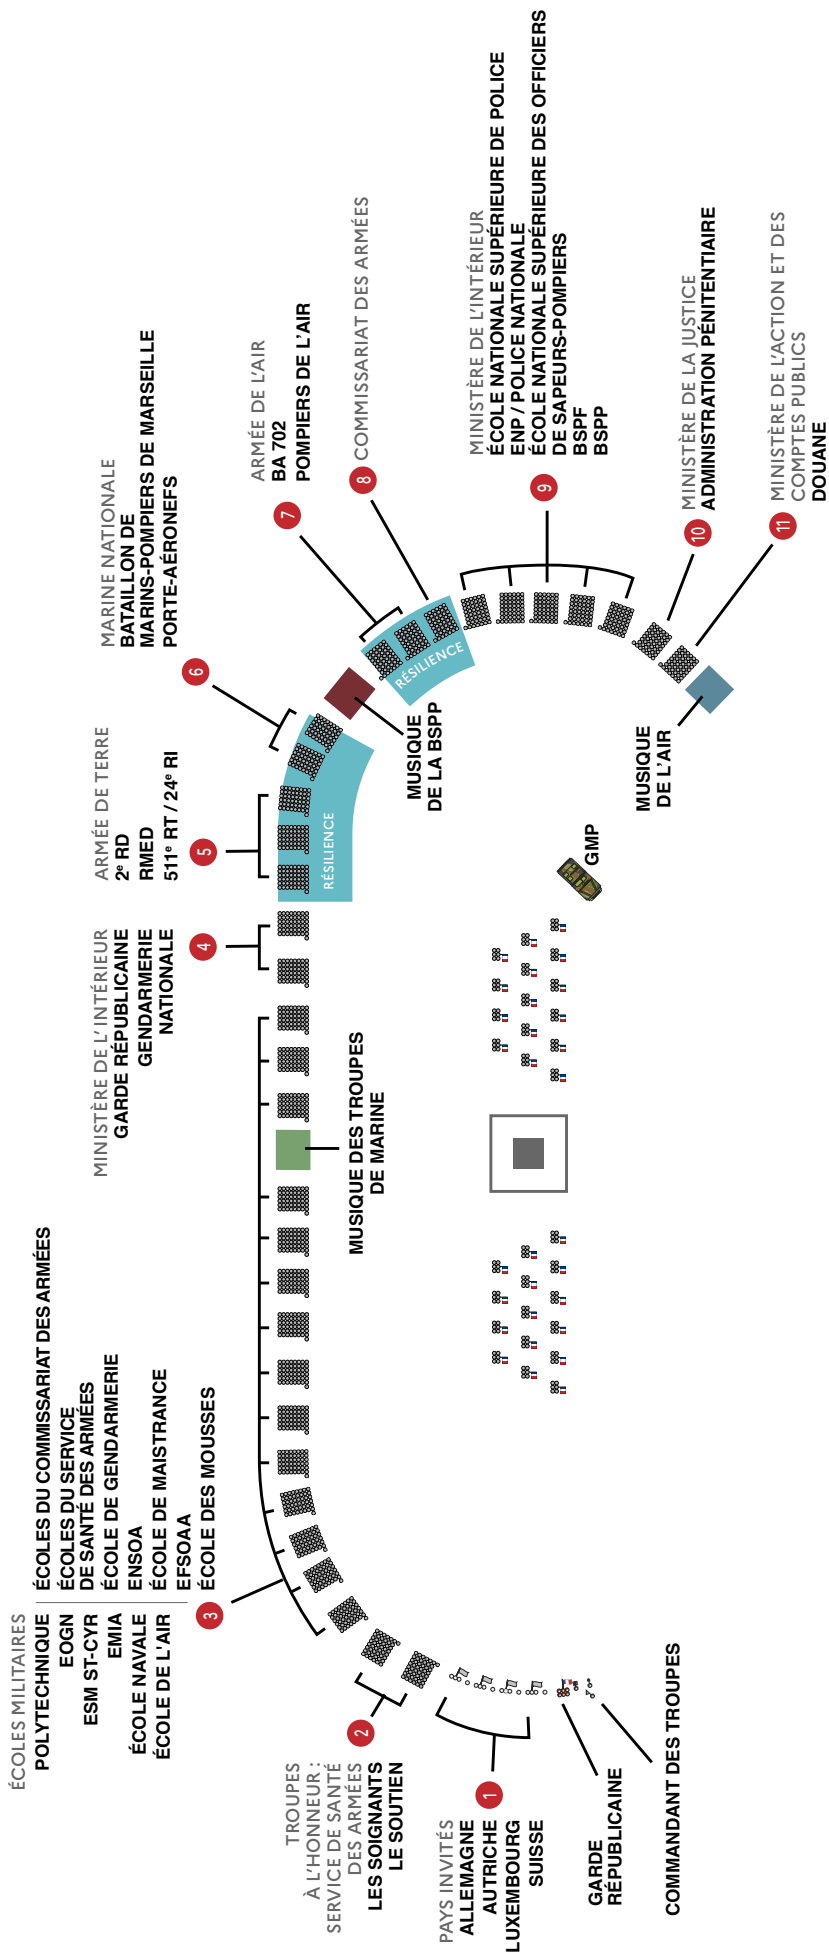 PAYS INVITÉS
ALLEMAGNE
AUTRICHE
LUXEMBOURG
SUISSE
1
GARDE
RÉPUBLICAINE
COMMANDANT DES TROUPES
TROUPES
À L'HONNEUR :
SERVICE DE SANTÉ
DES ARMÉES
LES SOIGNANTS
LE SOUTIEN
2
ÉCOLES MILITAIRES
POLYTECHNIQUE
EOGN
ESM ST-CYR
EMIA
ÉCOLE NAVALE
ÉCOLE DE L'AIR
ÉCOLES DU COMMISSARIAT DES ARMÉES
ÉCOLES DU SERVICE
DE SANTÉ DES ARMÉES
ÉCOLE DE GENDARMERIE
ENSOA
ÉCOLE DE MAISTRANCE
EFSOAA
ÉCOLE DES MOUSSES
3
MUSIQUE DES TROUPES
DE MARINE
MINISTÈRE DE L'INTÉRIEUR
GARDE RÉPUBLICAINE
GENDARMERIE
NATIONALE
4
ARMÉE DE TERRE
2e RD
RMED
511e RT / 24e RI
5
RÉSILIENCE
MARINE NATIONALE
BATAILLON DE
MARINS-POMPIERS DE MARSEILLE
PORTE-AÉRONEFS
6
MUSIQUE
DE LA BSPP
ARMÉE DE L'AIR
BA 702
POMPIERS DE L'AIR
7
RÉSILIENCE
8
COMMISSARIAT DES ARMÉES
MINISTÈRE DE L'INTÉRIEUR
ÉCOLE NATIONALE SUPÉRIEURE DE POLICE
ENP / POLICE NATIONALE
ÉCOLE NATIONALE SUPÉRIEURE DES OFFICIERS
DE SAPEURS-POMPIERS
BSPF
BSPP
9
MINISTÈRE DE LA JUSTICE
ADMINISTRATION PÉNITENTIAIRE
10
MINISTÈRE DE L'ACTION ET DES
COMPTES PUBLICS
DOUANE
11
MUSIQUE
DE L'AIR
GMP